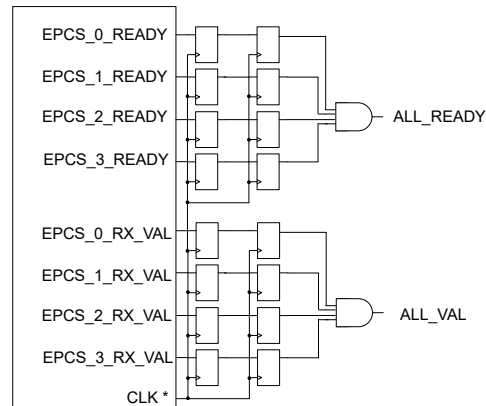 EPCS_0_READY
EPCS_1_READY
EPCS_2_READY
EPCS_3_READY
ALL_READY
EPCS_0_RX_VAL
EPCS_1_RX_VAL
EPCS_2_RX_VAL
EPCS_3_RX_VAL
ALL_VAL
CLK *